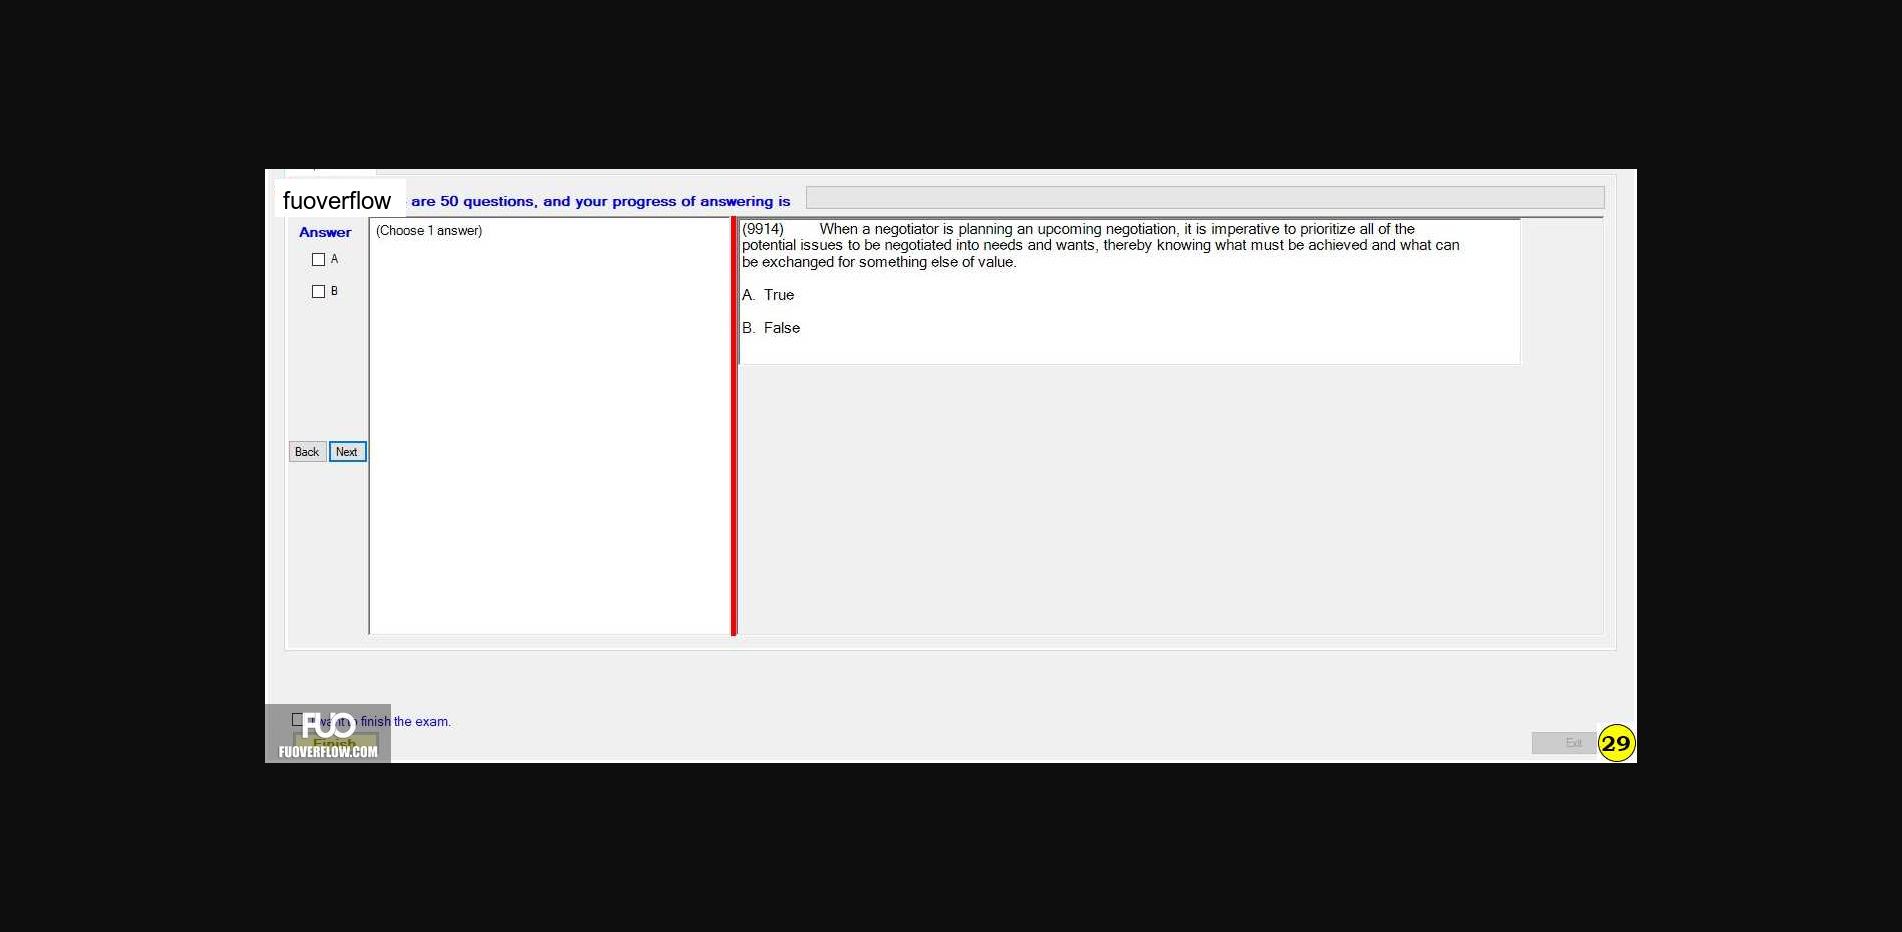 fuoverflow are 50 questions, and your progress of answering is
Answer
A
B
Back Next
(Choose 1 answer)
(9914) When a negotiator is planning an upcoming negotiation, it is imperative to prioritize all of the
potential issues to be negotiated into needs and wants, thereby knowing what must be achieved and what can
be exchanged for something else of value.
A. True
B. False
I want to finish the exam.
Finish
FUO
FUOVERFLOW.COM
Exit
29